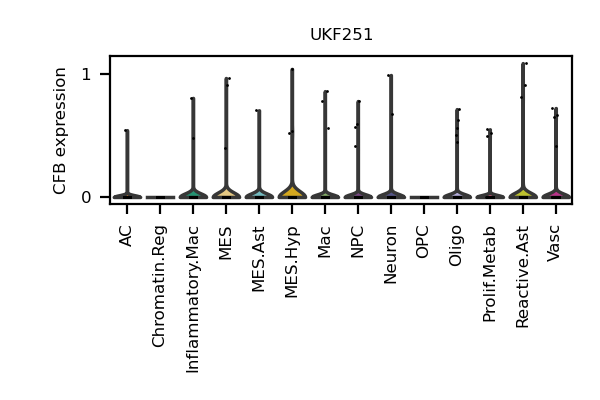 UKF251
CFB expression
1
0
AC
Chromatin.Reg
Inflammatory.Mac
MES
MES.Ast
MES.Hyp
Mac
NPC
Neuron
OPC
Oligo
Prolif.Metab
Reactive.Ast
Vasc